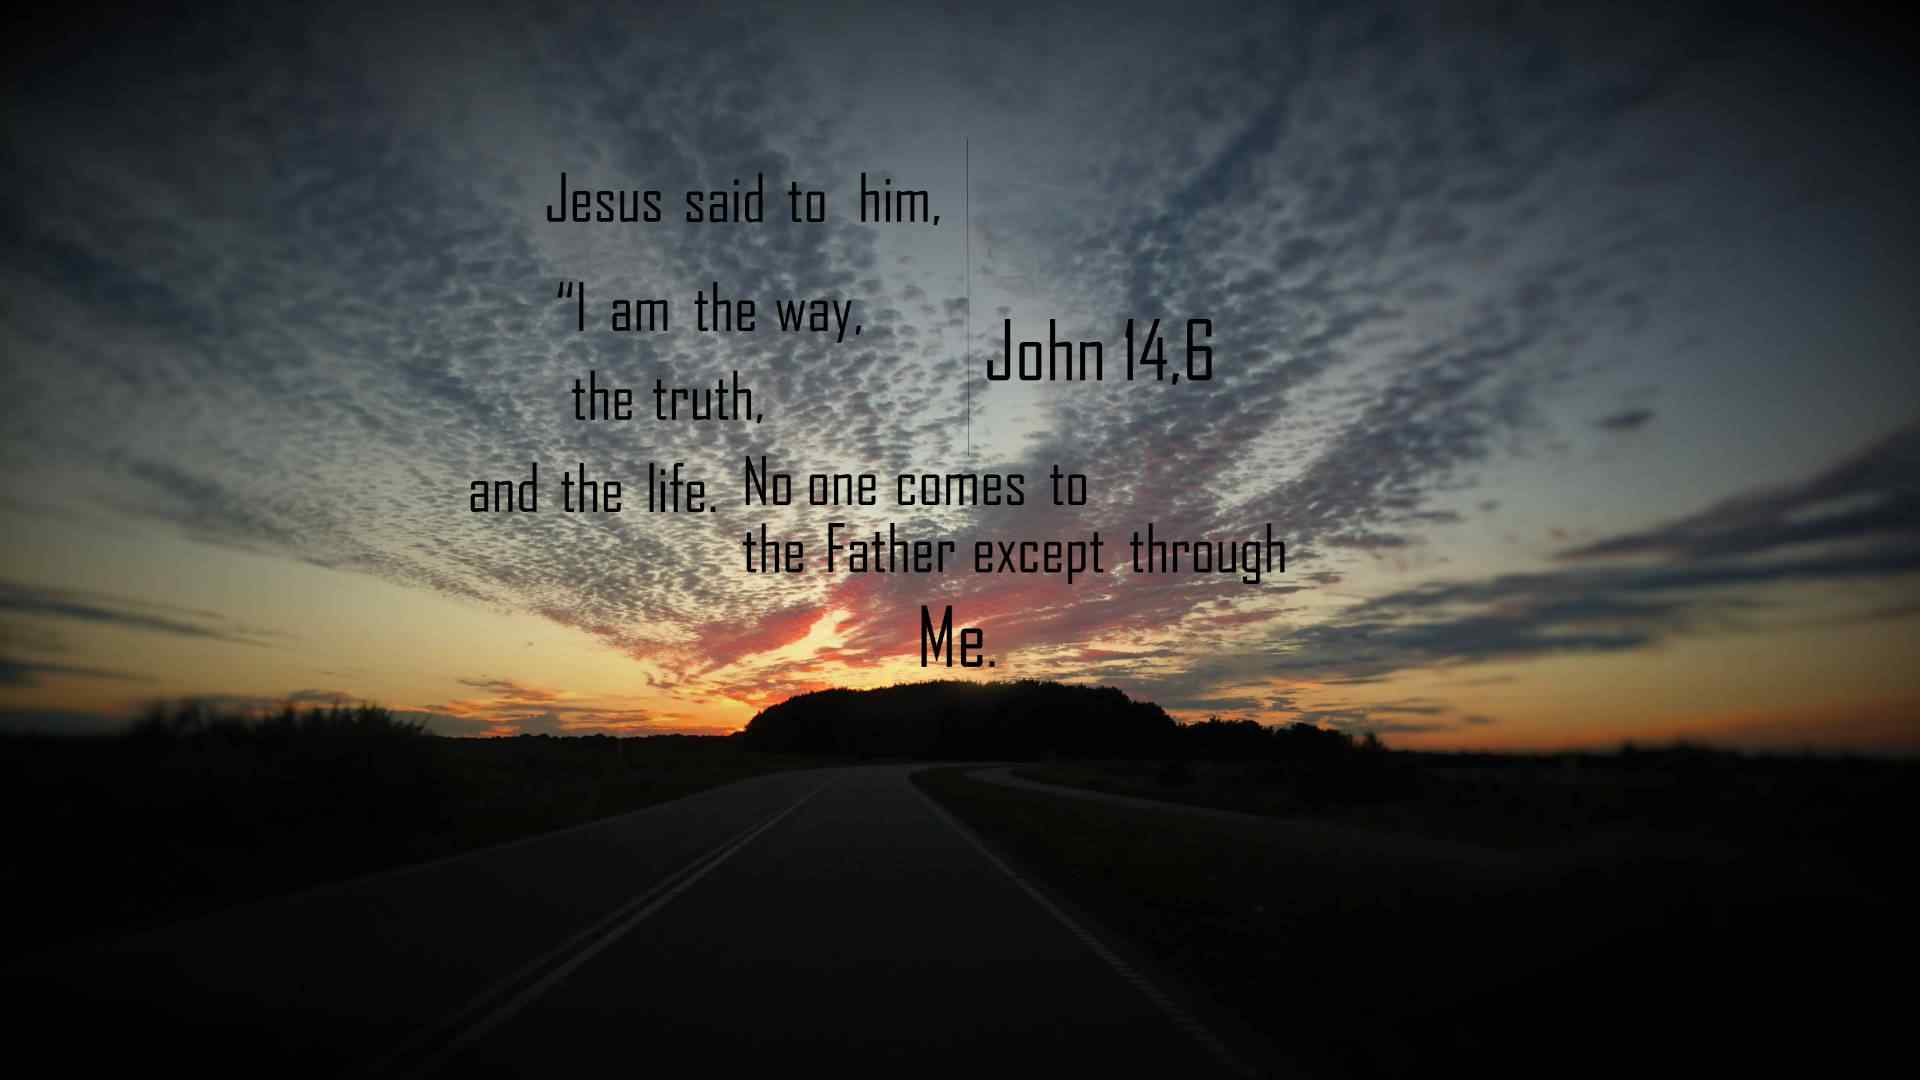 Jesus said to him,
“I am the way,
the truth,
and the life.
John 14,6
No one comes to
the Father except through
Me.